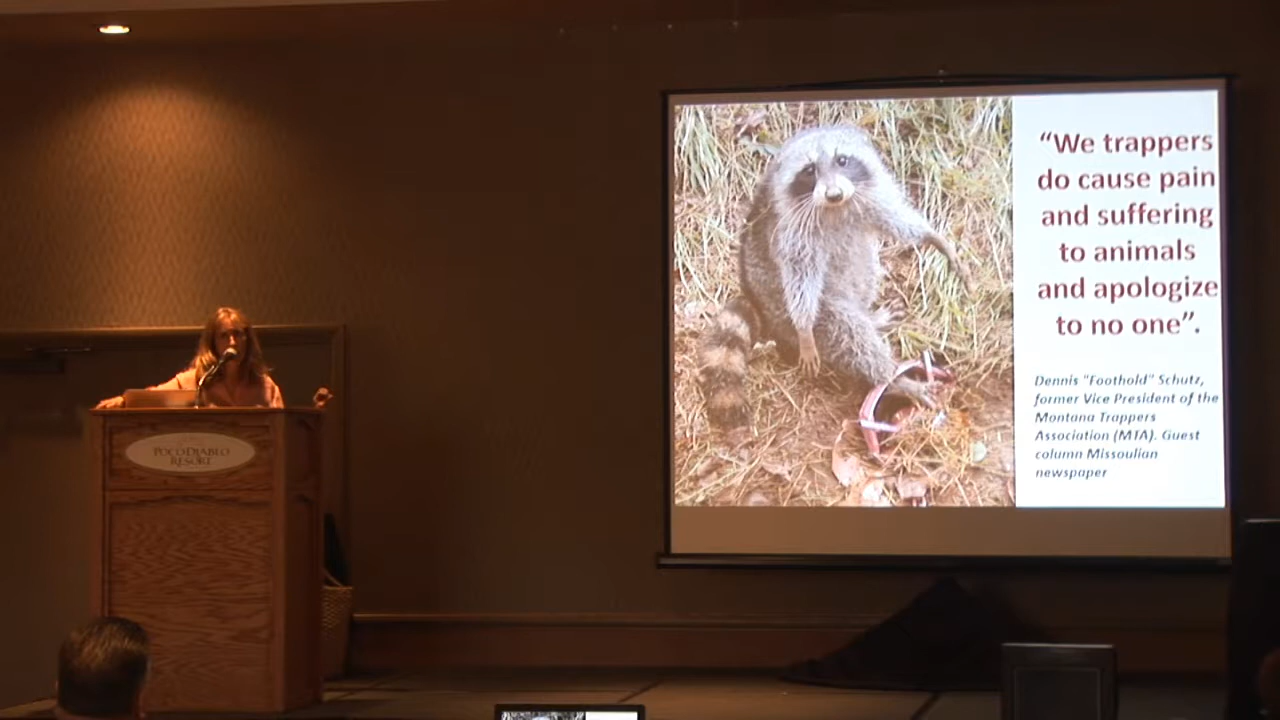 “We trappers
do cause pain
and suffering
to animals
and apologize
to no one”.
Dennis "Foothold" Schutz,
former Vice President of the
Montana Trappers
Association (MTA). Guest
column Missoulian
newspaper
POCO DIABLO
RESORT